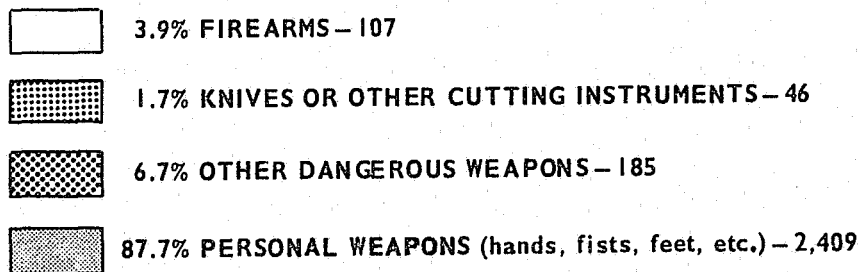 3.9% FIREARMS – 107
1.7% KNIVES OR OTHER CUTTING INSTRUMENTS – 46
6.7% OTHER DANGEROUS WEAPONS – 185
87.7% PERSONAL WEAPONS (hands, fists, feet, etc.) – 2,409